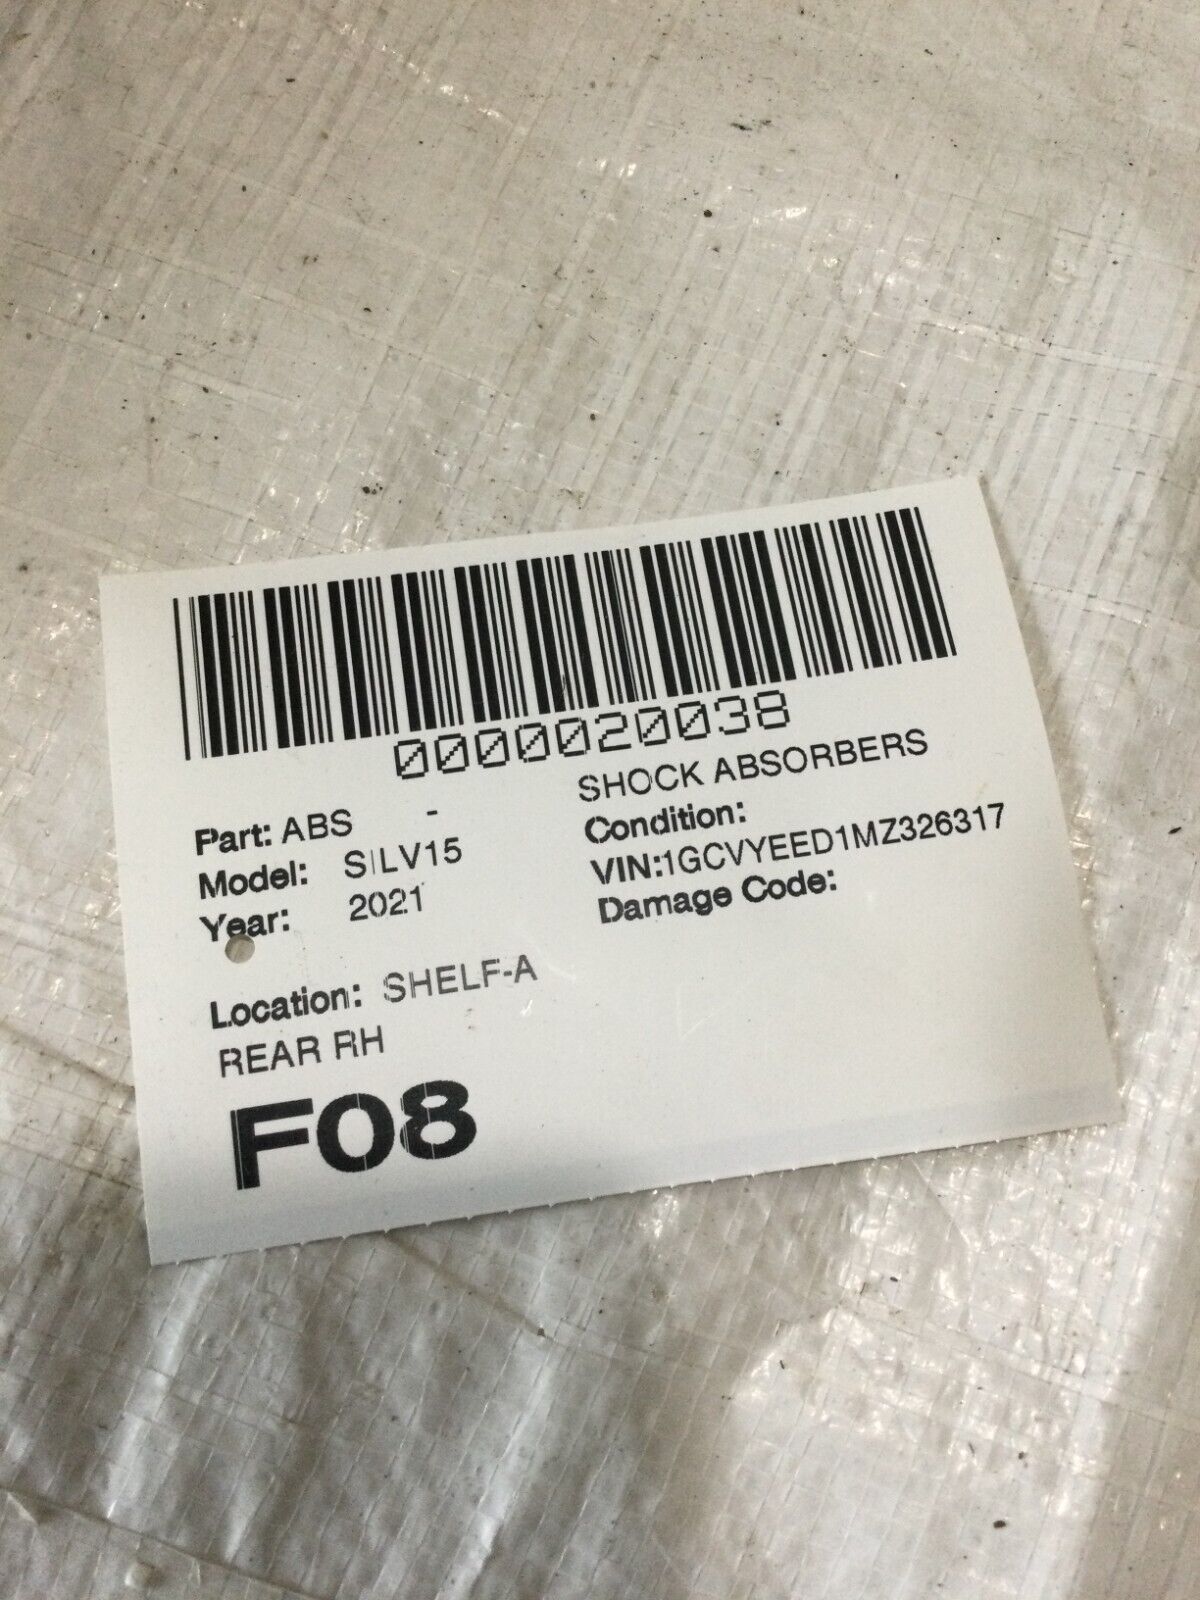 0000020038
Part: ABS - SHOCK ABSORBERS
Model: SILV15 Condition:
Year: 2021 VIN:1GCVYEED1MZ326317
Damage Code:
Location: SHELF-A
REAR RH
F08